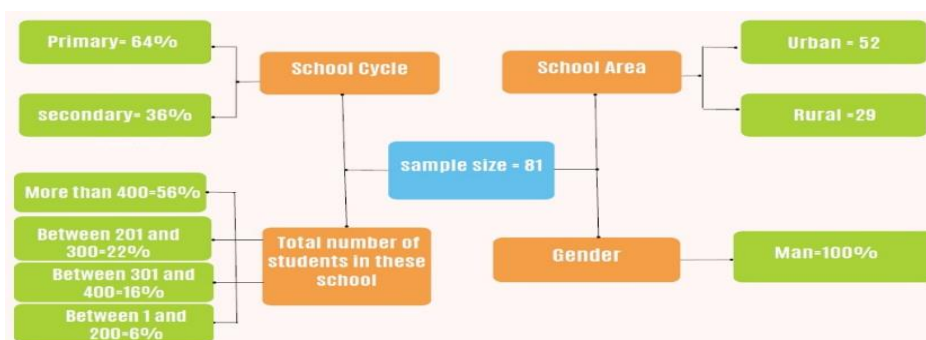 Primary= 64%
secondary= 36%
School Cycle
School Area
Urban = 52
Rural =29
sample size = 81
More than 400=56%
Between 201 and
300=22%
Between 301 and
400=16%
Between 1 and
200=6%
Total number of
students in these
school
Gender
Man=100%